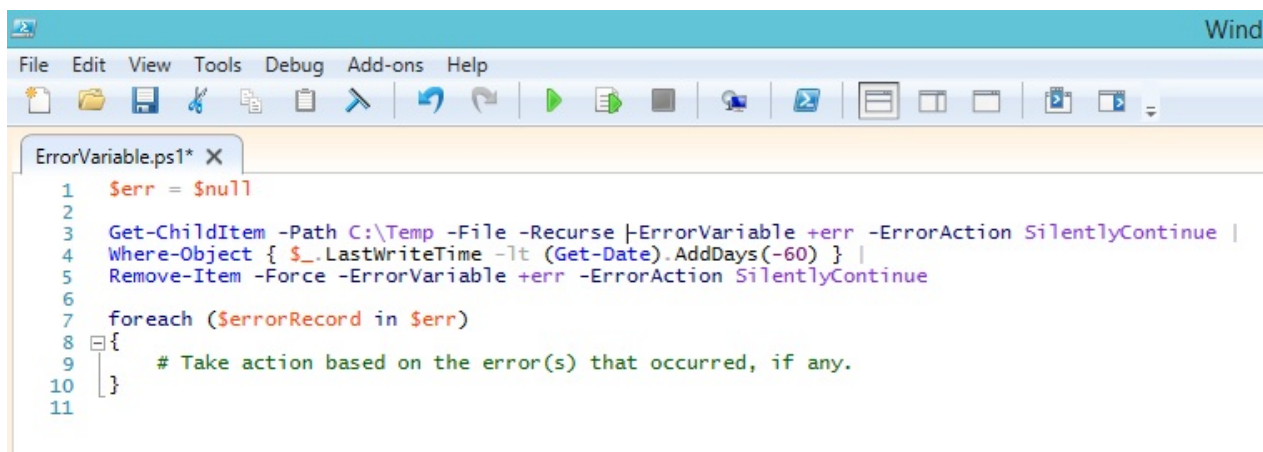 Wind
File Edit View Tools Debug Add-ons Help
ErrorVariable.ps1* X
1 $err = $null
2
3 Get-ChildItem -Path C:\Temp -File -Recurse -ErrorVariable +err -ErrorAction SilentlyContinue |
4 Where-Object { $_.LastWriteTime -lt (Get-Date).AddDays(-60) } |
5 Remove-Item -Force -ErrorVariable +err -ErrorAction SilentlyContinue
6
7 foreach ($errorRecord in $err)
8 {
9 # Take action based on the error(s) that occurred, if any.
10 }
11